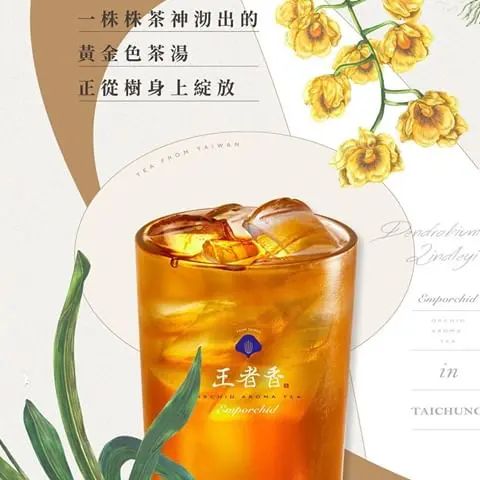 一株株茶神沏出的
黃金色茶湯
正從樹身上綻放
TEA FROM TAIWAN
Dendrobium
Lindleyi
Emporchid
ORCHID
AROMA
TEA
in
TAICHUNG
王者香
ORCHID AROMA TEA
Emporchid